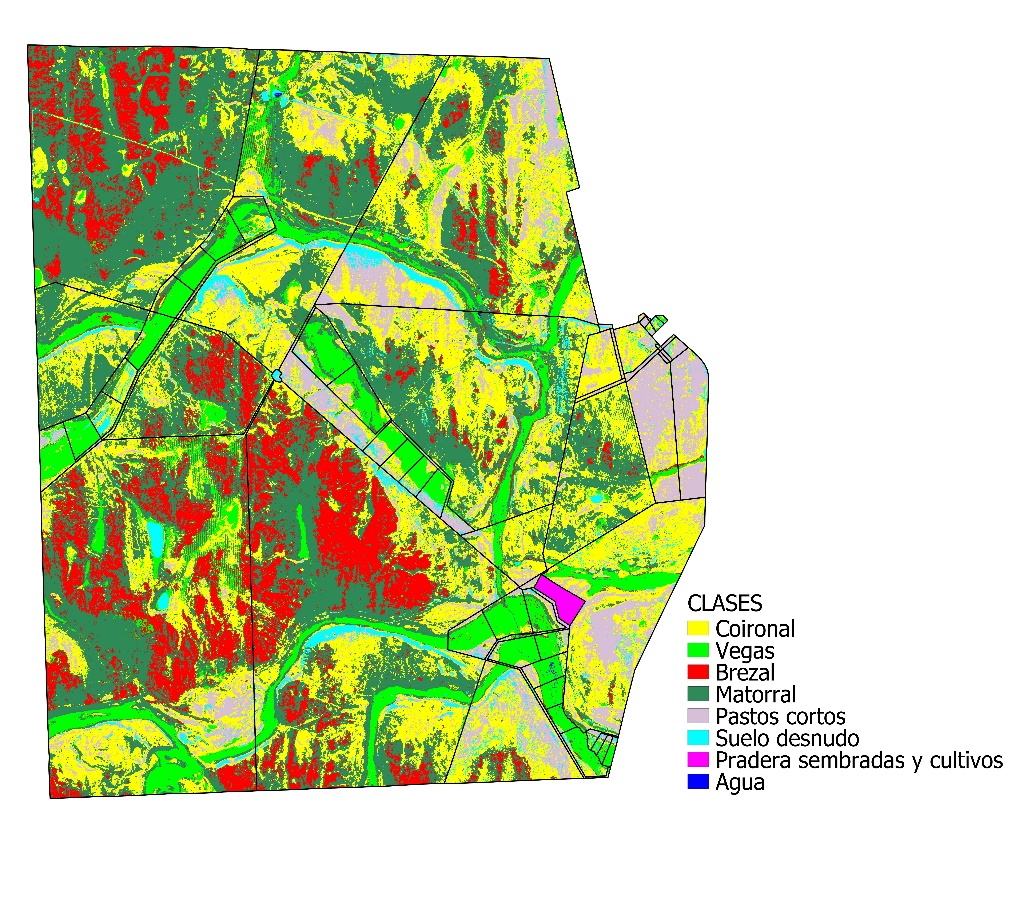 CLASES
Coironal
Vegas
Brezal
Matorral
Pastos cortos
Suelo desnudo
Pradera sembradas y cultivos
Agua